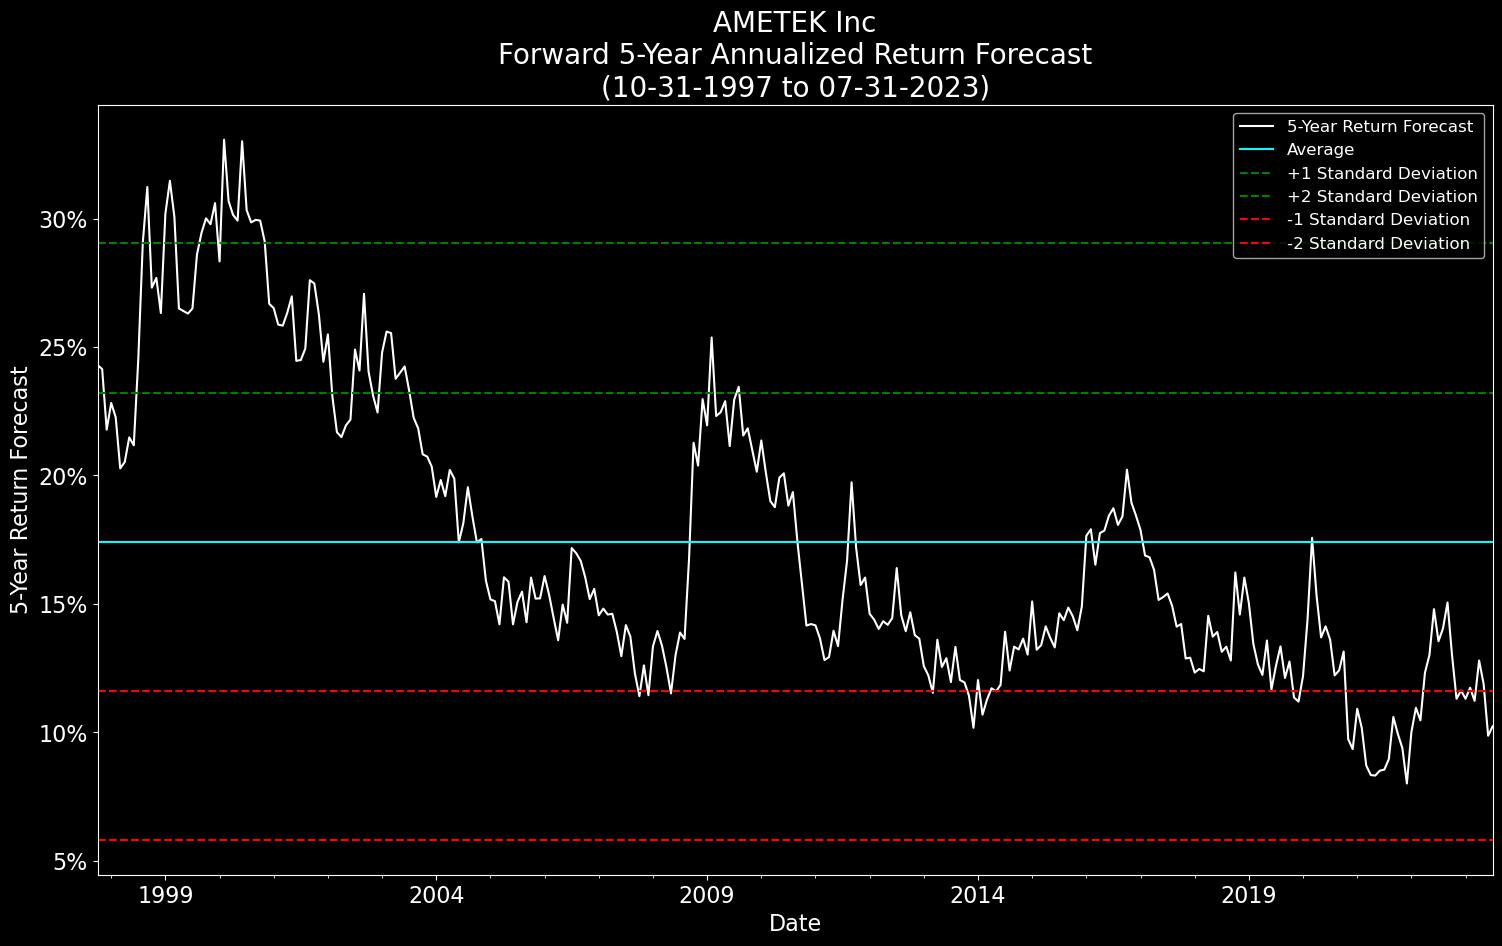 AMETEK Inc
Forward 5-Year Annualized Return Forecast
(10-31-1997 to 07-31-2023)
5-Year Return Forecast
Average
+1 Standard Deviation
+2 Standard Deviation
-1 Standard Deviation
-2 Standard Deviation
5-Year Return Forecast
30%
25%
20%
15%
10%
5%
1999 2004 2009 2014 2019
Date